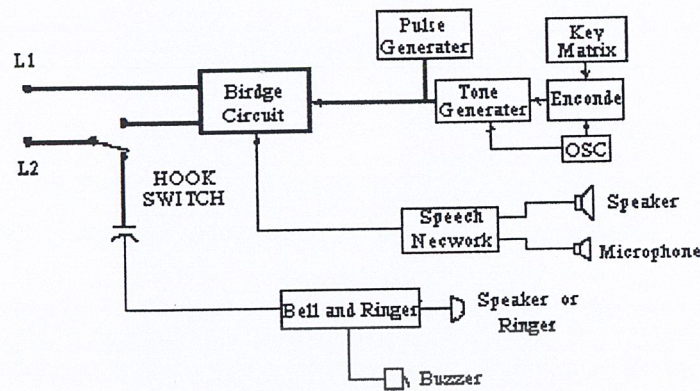 Pulse
Generater
Key
Matrix
L1
Birdge
Circuit
Tone
Generater
Enconde
OSC
L2
HOOK
SWITCH
Speech
Necwork
Speaker
Microphone
Bell and Ringer
Speaker or
Ringer
Buzzer